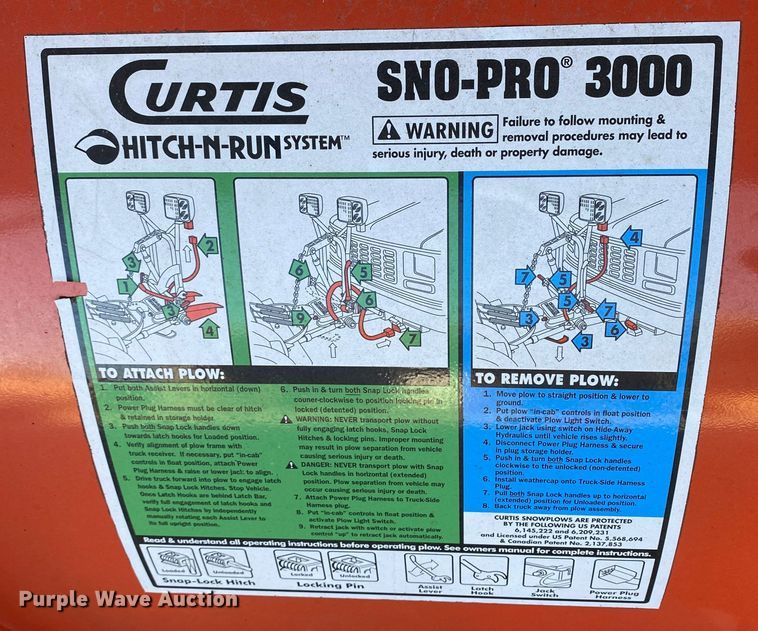 CURTIS
HITCH-N-RUN SYSTEM™
SNO-PRO® 3000
WARNING
Failure to follow mounting &
removal procedures may lead to
serious injury, death or property damage.
3
2
1
3
4
6
5
9
6
7
4
7
5
5
7
3
6
3
TO ATTACH PLOW:
1. Put both Assist Levers in horizontal (down)
position.
2. Power Plug Harness must be clear of hitch
& retained in storage holder.
3. Push both Snap Lock handles down
towards latch hooks for Loaded position.
4. Verify alignment of plow frame with
truck receiver. If necessary, put "in-cab"
controls in float position, attach Power
Plug Harness & raise or lower jack to align.
5. Drive truck forward into plow to engage latch
hooks & Snap Lock Hitches. Stop Vehicle.
Once Latch Hooks are behind Latch Bar,
verify full engagement of latch hooks and
Snap Lock Hitches by independently
manually rotating each Assist Lever to
its full upright position.
6. Push in & turn both Snap Lock handles
couner-clockwise to position locking pin in
locked (detented) position.
WARNING: NEVER transport plow without
fully engaging latch hooks, Snap Lock
Hitches & locking pins. Improper mounting
may result in plow separation from vehicle
causing serious injury or death.
DANGER: NEVER transport plow with Snap
Lock handles in horizontal (extended)
position. Plow separation from vehicle may
occur causing serious injury or death.
7. Attach Power Plug Harness to Truck-Side
Harness plug.
8. Put "in-cab" controls in float position &
activate Plow Light Switch.
9. Retract jack with switch or activate plow
control "up" to retract jack automatically.
TO REMOVE PLOW:
1. Move plow to straight position & lower to
ground.
2. Put plow "in-cab" controls in float position
& deactivate Plow Light Switch.
3. Lower jack using switch on Hide-Away
Hydraulics until vehicle rises slightly.
4. Disconnect Power Plug Harness & secure
in plug storage holder.
5. Push in & turn both Snap Lock handles
clockwise to the unlocked (non-detented)
position.
6. Install weathercap onto Truck-Side Harness
Plug.
7. Pull both Snap Lock handles up to horizontal
(extended) position for Unloaded position.
8. Back truck away from plow assembly.
CURTIS SNOWPLOWS ARE PROTECTED
BY THE FOLLOWING US PATENTS
6,145,222 and 6,209,231
and Licensed under US Patent No. 5,568,694
& Canadian Patent No. 2,137,853
Read & understand all operating instructions before operating plow. See owners manual for complete instructions.
Loaded
Unloaded
Snap-Lock Hitch
Locked
Unlocked
Locking Pin
Assist
Lever
Latch
Hook
Jack
Switch
Power Plug
Harness
Purple Wave Auction